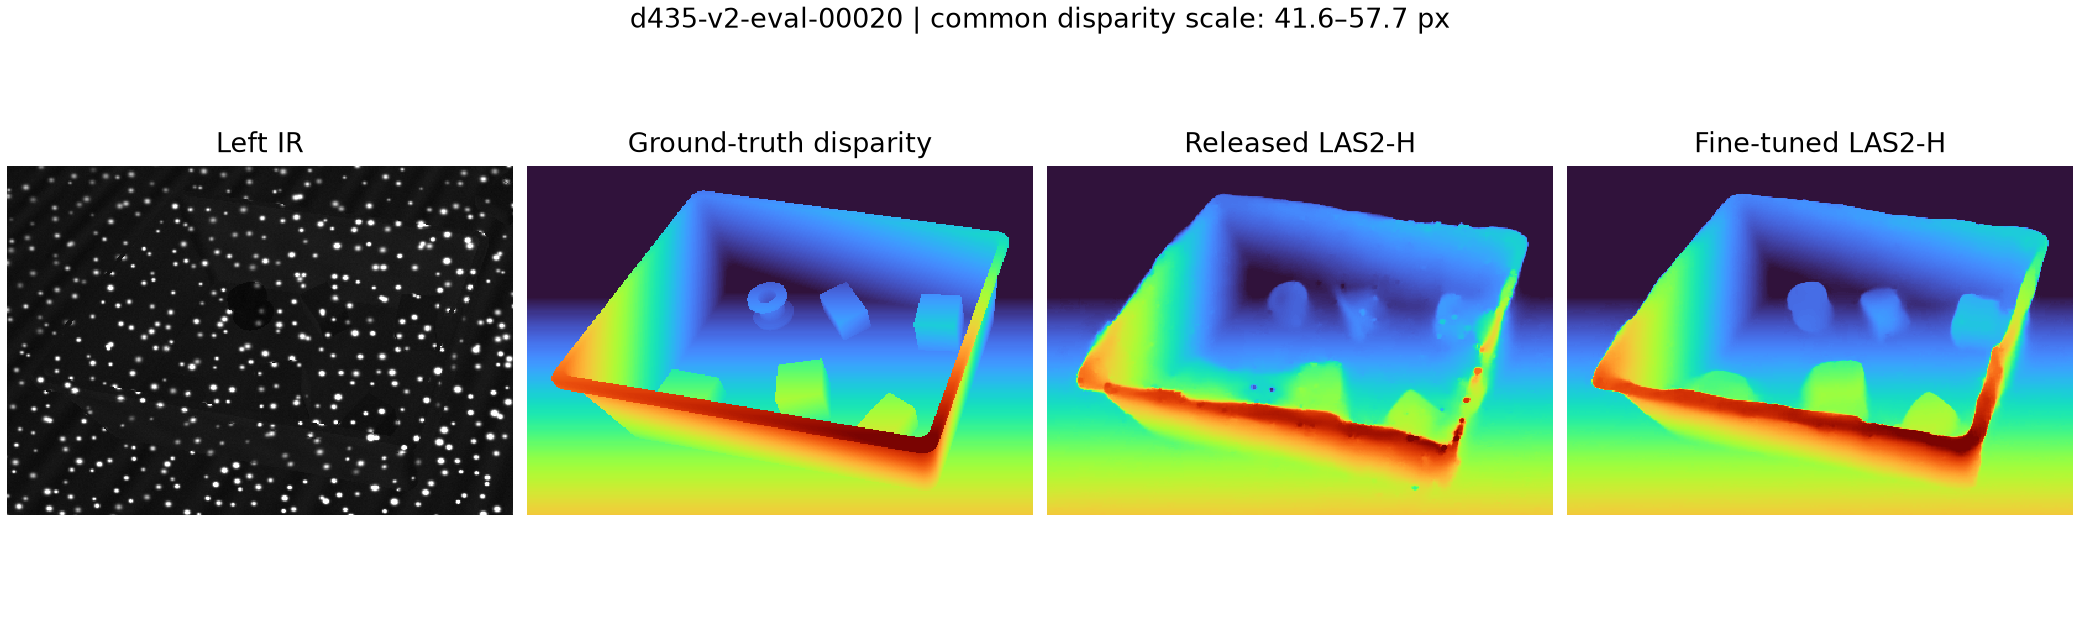 d435-v2-eval-00020 | common disparity scale: 41.6–57.7 px
Left IR
Ground-truth disparity
Released LAS2-H
Fine-tuned LAS2-H